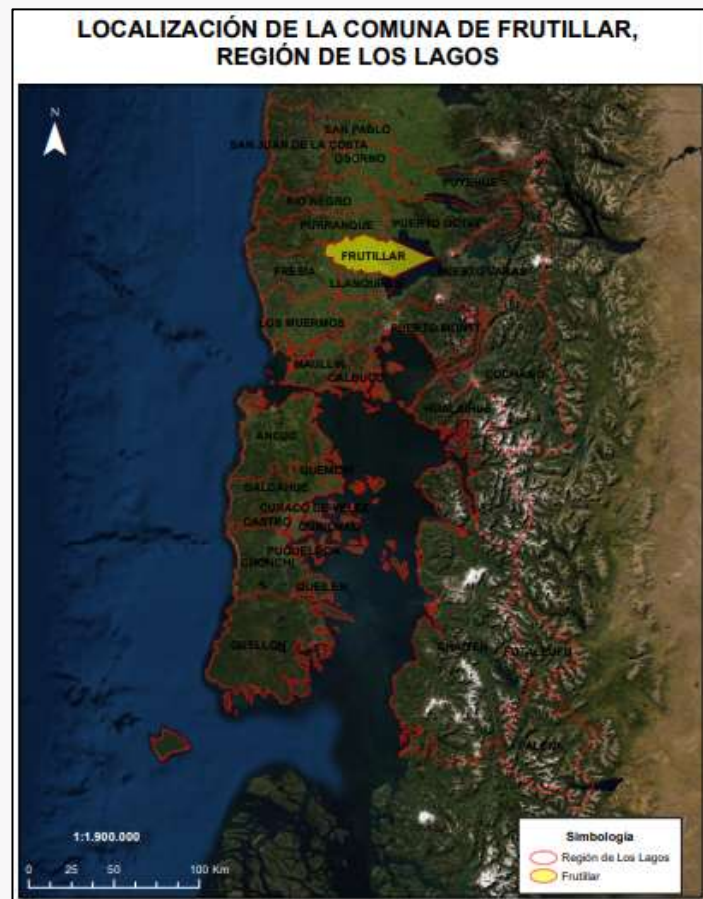 LOCALIZACIÓN DE LA COMUNA DE FRUTILLAR,
REGIÓN DE LOS LAGOS
N
SAN PABLO
SAN JUAN DE LA COSTA
OSORNO
PUYEHUE
RIO NEGRO
PURRANQUE
PUERTO OCTAY
FRUTILLAR
FRESIA
PUERTO VARAS
LLANQUIHUE
LOS MUERMOS
PUERTO MONTT
MAULLIN
CALBUCO
COCHAMO
HUALAIHUE
ANCUD
QUEMCHI
DALCAHUE
CURACO DE VELEZ
CASTRO
PUQUELDON
CHONCHI
QUEILEN
QUELLON
CHAITEN
FUTALEUFU
PALENA
1:1.900.000
0 25 50 100 Km
Simbología
Región de Los Lagos
Frutillar